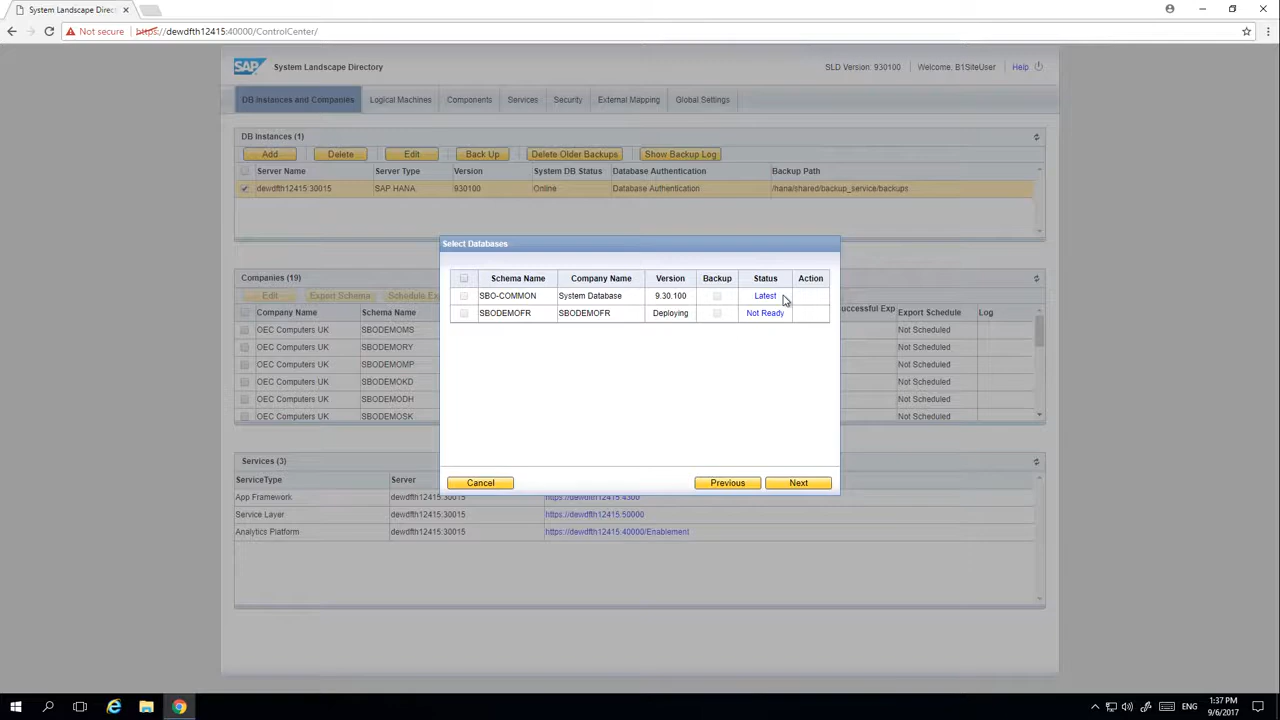 System Landscape Direct
Not secure
https://dewdfth12415:40000/ControlCenter/
SAP System Landscape Directory
SLD Version: 930100
Welcome, B1SiteUser
Help
DB Instances and Companies
Logical Machines
Components
Services
Security
External Mapping
Global Settings
DB Instances (1)
Add Delete Edit Back Up Delete Older Backups Show Backup Log
Server Name Server Type Version System DB Status Database Authentication Backup Path
dewdfth12415:30015 SAP HANA 930100 Online Database Authentication /hana/shared/backup_service/backups
Select Databases
Schema Name Company Name Version Backup Status Action
SBO-COMMON System Database 9.30.100 Latest
SBODEMOFR SBODEMOFR Deploying Not Ready
Cancel Previous Next
Companies (19)
Edit Export Schema Schedule Ex
Company Name Schema Name uccessful Exp Export Schedule Log
OEC Computers UK SBODEMOMS Not Scheduled
OEC Computers UK SBODEMORY Not Scheduled
OEC Computers UK SBODEMOMP Not Scheduled
OEC Computers UK SBODEMOKD Not Scheduled
OEC Computers UK SBODEMODH Not Scheduled
OEC Computers UK SBODEMOSK Not Scheduled
Services (3)
ServiceType Server
App Framework dewdfth12415:30015 https://dewdfth12415:4300
Service Layer dewdfth12415:30015 https://dewdfth12415:50000
Analytics Platform dewdfth12415:30015 https://dewdfth12415:40000/Enablement
ENG
1:37 PM
9/6/2017